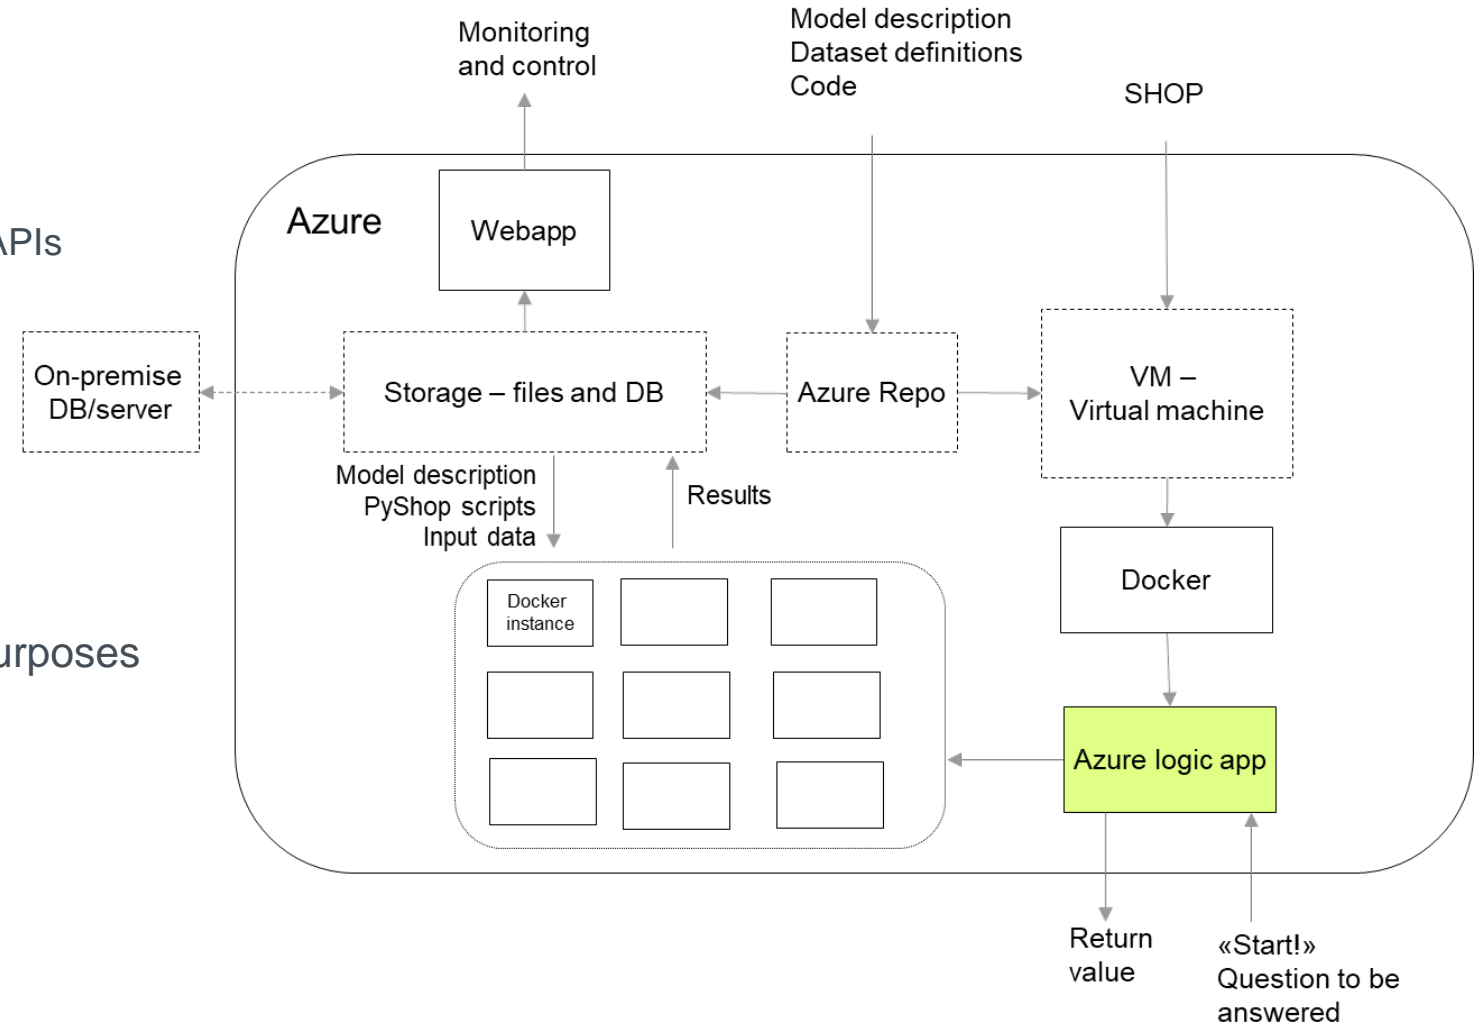 Monitoring
and control
Model description
Dataset definitions
Code
SHOP
Azure
Webapp
APIs
On-premise
DB/server
Storage – files and DB
Azure Repo
VM –
Virtual machine
Model description
PyShop scripts
Input data
Results
Docker
instance
Docker
urposes
Azure logic app
Return
value
«Start!»
Question to be
answered